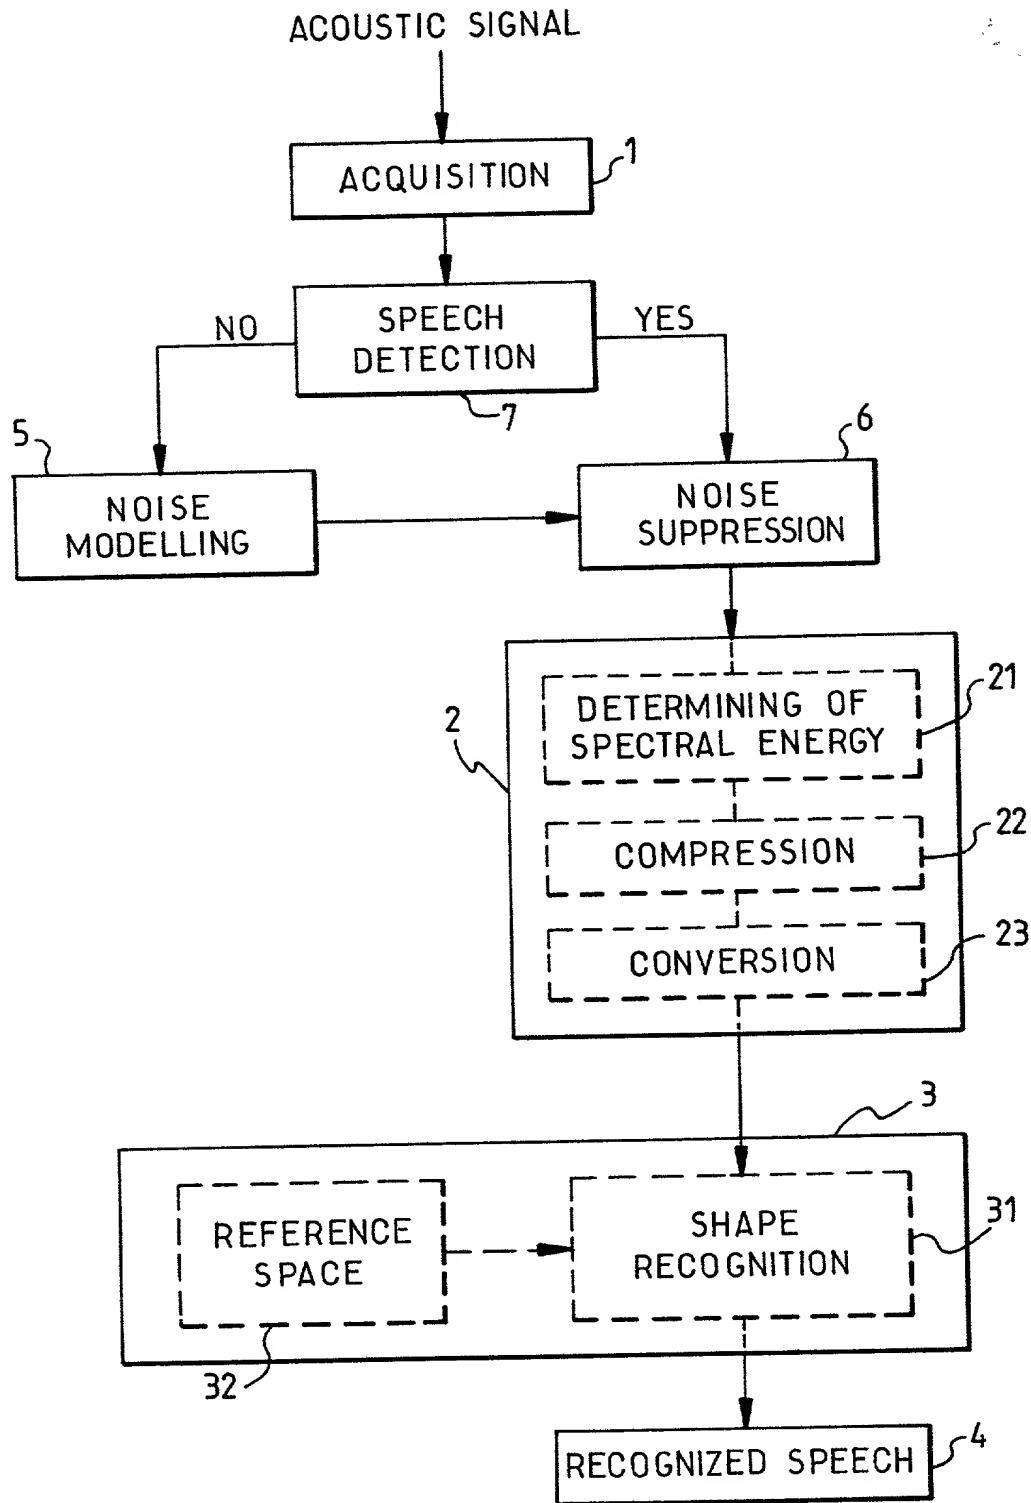 ACOUSTIC SIGNAL
1
ACQUISITION
NO
SPEECH
DETECTION
YES
7
5
6
NOISE
MODELLING
NOISE
SUPPRESSION
2
21
DETERMINING OF
SPECTRAL ENERGY
22
COMPRESSION
23
CONVERSION
3
REFERENCE
SPACE
SHAPE
RECOGNITION
31
32
4
RECOGNIZED SPEECH